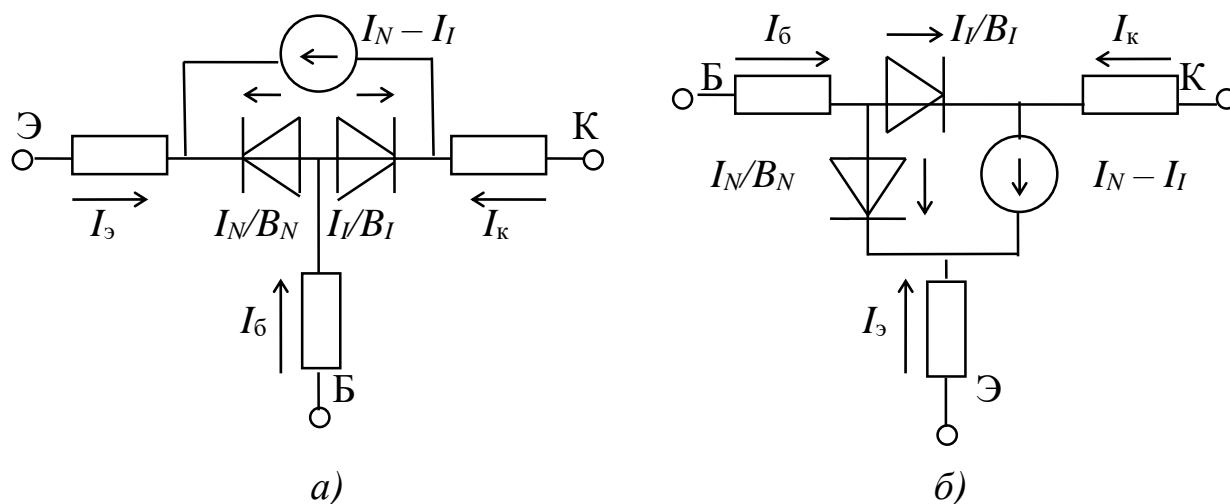 I_N – I_I
Э
К
I_э
I_N/B_N
I_I/B_I
I_к
I_б
Б
а)
I_б
I_I/B_I
I_к
Б
К
I_N/B_N
I_N – I_I
I_э
Э
б)